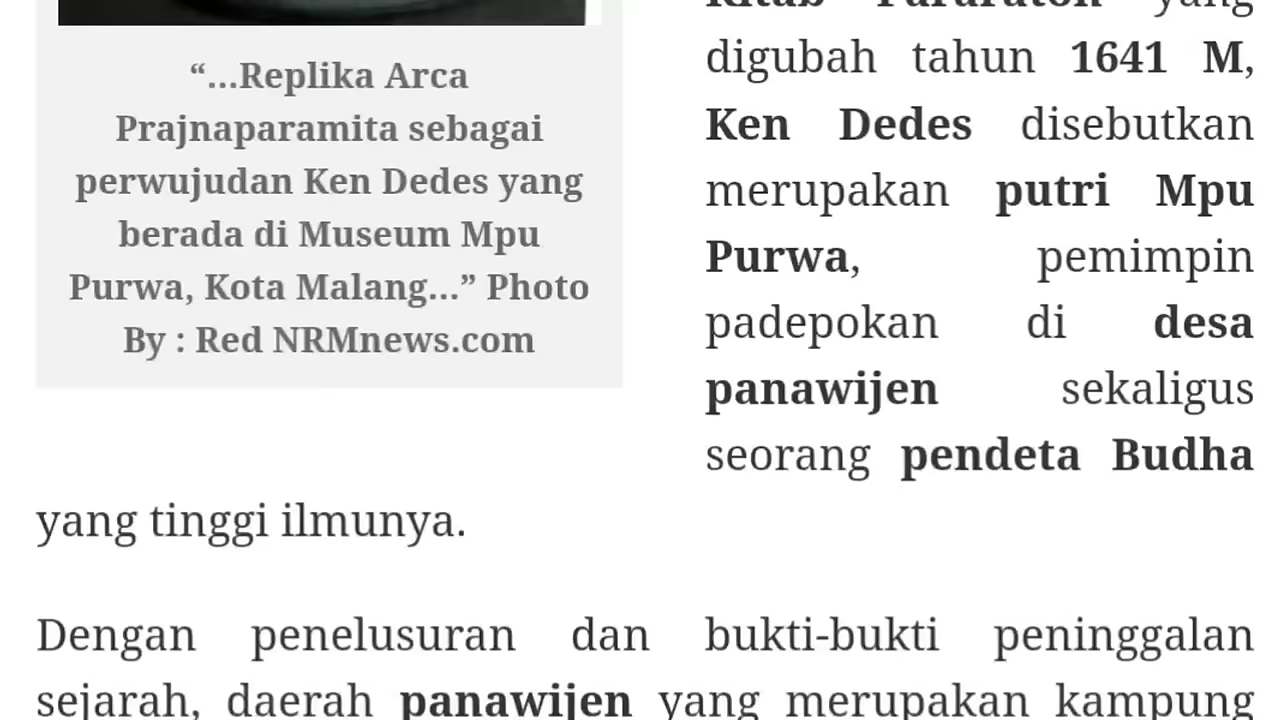 “…Replika Arca
Prajnaparamita sebagai
perwujudan Ken Dedes yang
berada di Museum Mpu
Purwa, Kota Malang…” Photo
By : Red NRMnews.com
Kitab Pararaton yang
digubah tahun 1641 M,
Ken Dedes disebutkan
merupakan putri Mpu
Purwa, pemimpin
padepokan di desa
panawijen sekaligus
seorang pendeta Budha
yang tinggi ilmunya.
Dengan penelusuran dan bukti-bukti peninggalan
sejarah, daerah panawijen yang merupakan kampung